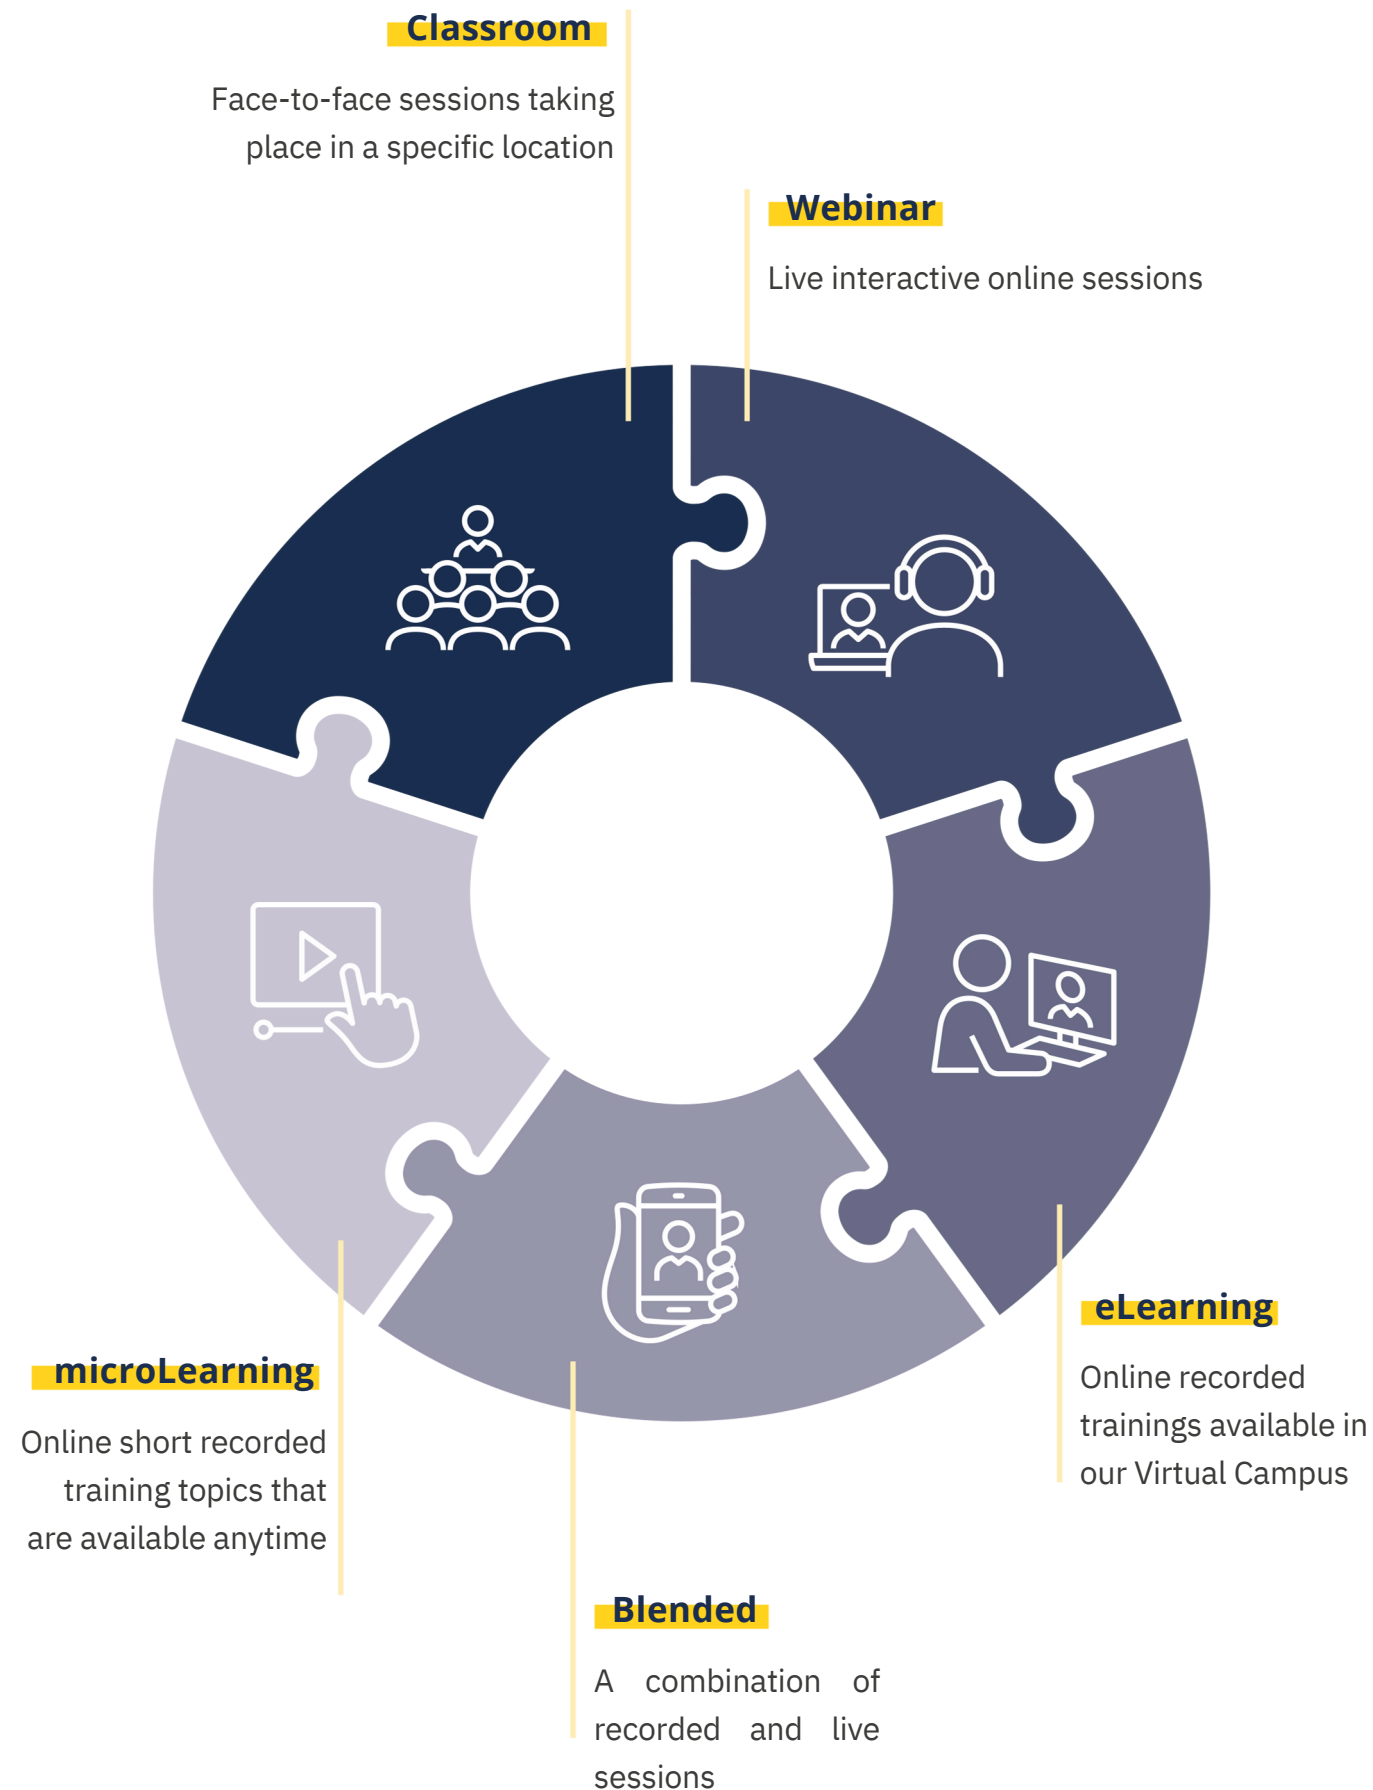 Classroom
Face-to-face sessions taking
place in a specific location
Webinar
Live interactive online sessions
eLearning
Online recorded
trainings available in
our Virtual Campus
microLearning
Online short recorded
training topics that
are available anytime
Blended
A combination of
recorded and live
sessions